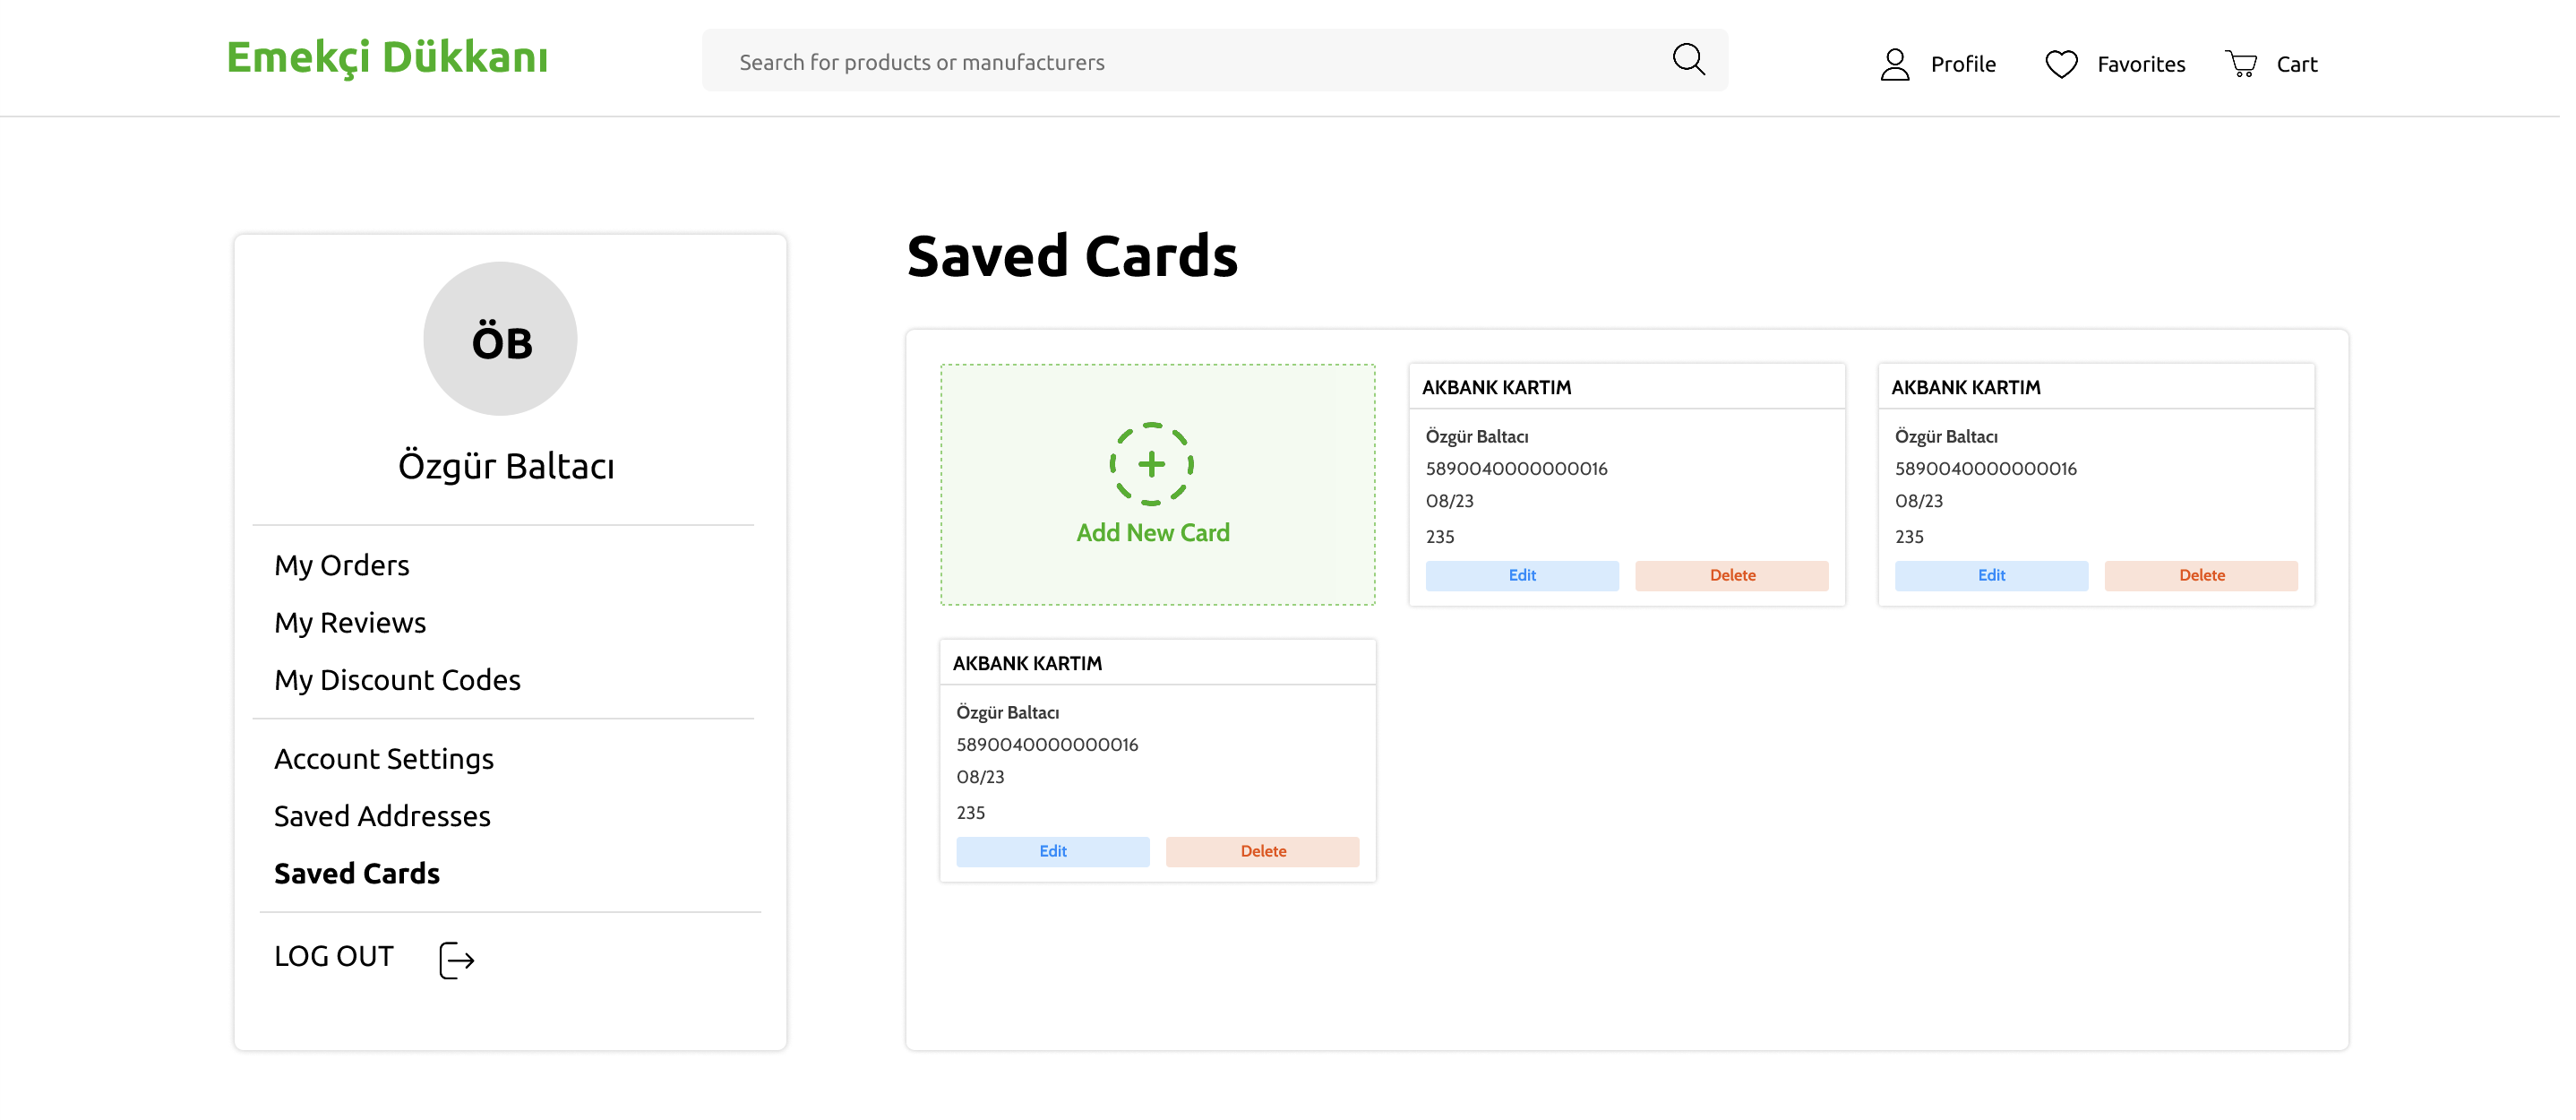 Emekçi Dükkanı
Search for products or manufacturers
Profile
Favorites
Cart
ÖB
Özgür Baltacı
My Orders
My Reviews
My Discount Codes
Account Settings
Saved Addresses
Saved Cards
LOG OUT
Saved Cards
Add New Card
AKBANK KARTIM
Özgür Baltacı
5890040000000016
08/23
235
Edit
Delete
AKBANK KARTIM
Özgür Baltacı
5890040000000016
08/23
235
Edit
Delete
AKBANK KARTIM
Özgür Baltacı
5890040000000016
08/23
235
Edit
Delete